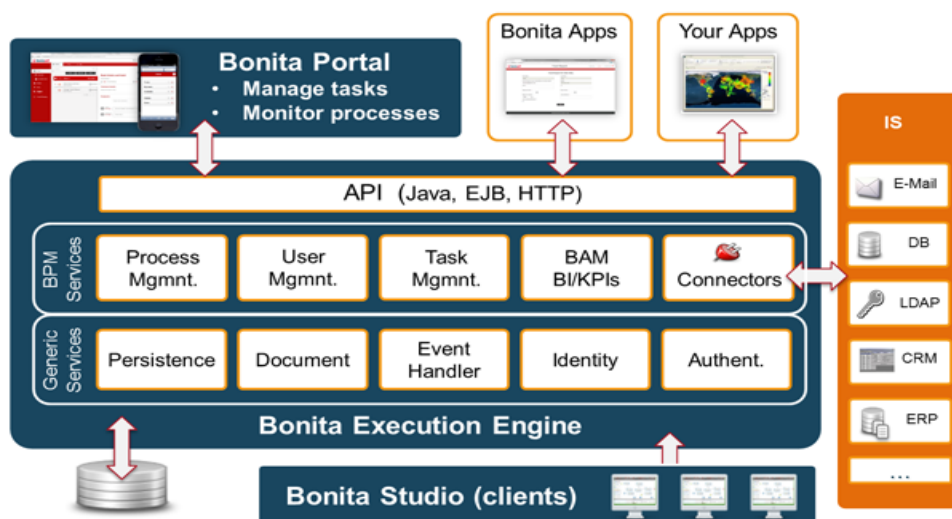 Bonita Portal
• Manage tasks
• Monitor processes
Bonita Apps
Your Apps
API (Java, EJB, HTTP)
BPM
Services
Process
Mgmnt.
User
Mgmnt.
Task
Mgmnt.
BAM
BI/KPIs
Connectors
Generic
Services
Persistence
Document
Event
Handler
Identity
Authent.
Bonita Execution Engine
Bonita Studio (clients)
IS
E-Mail
DB
LDAP
CRM
ERP
...